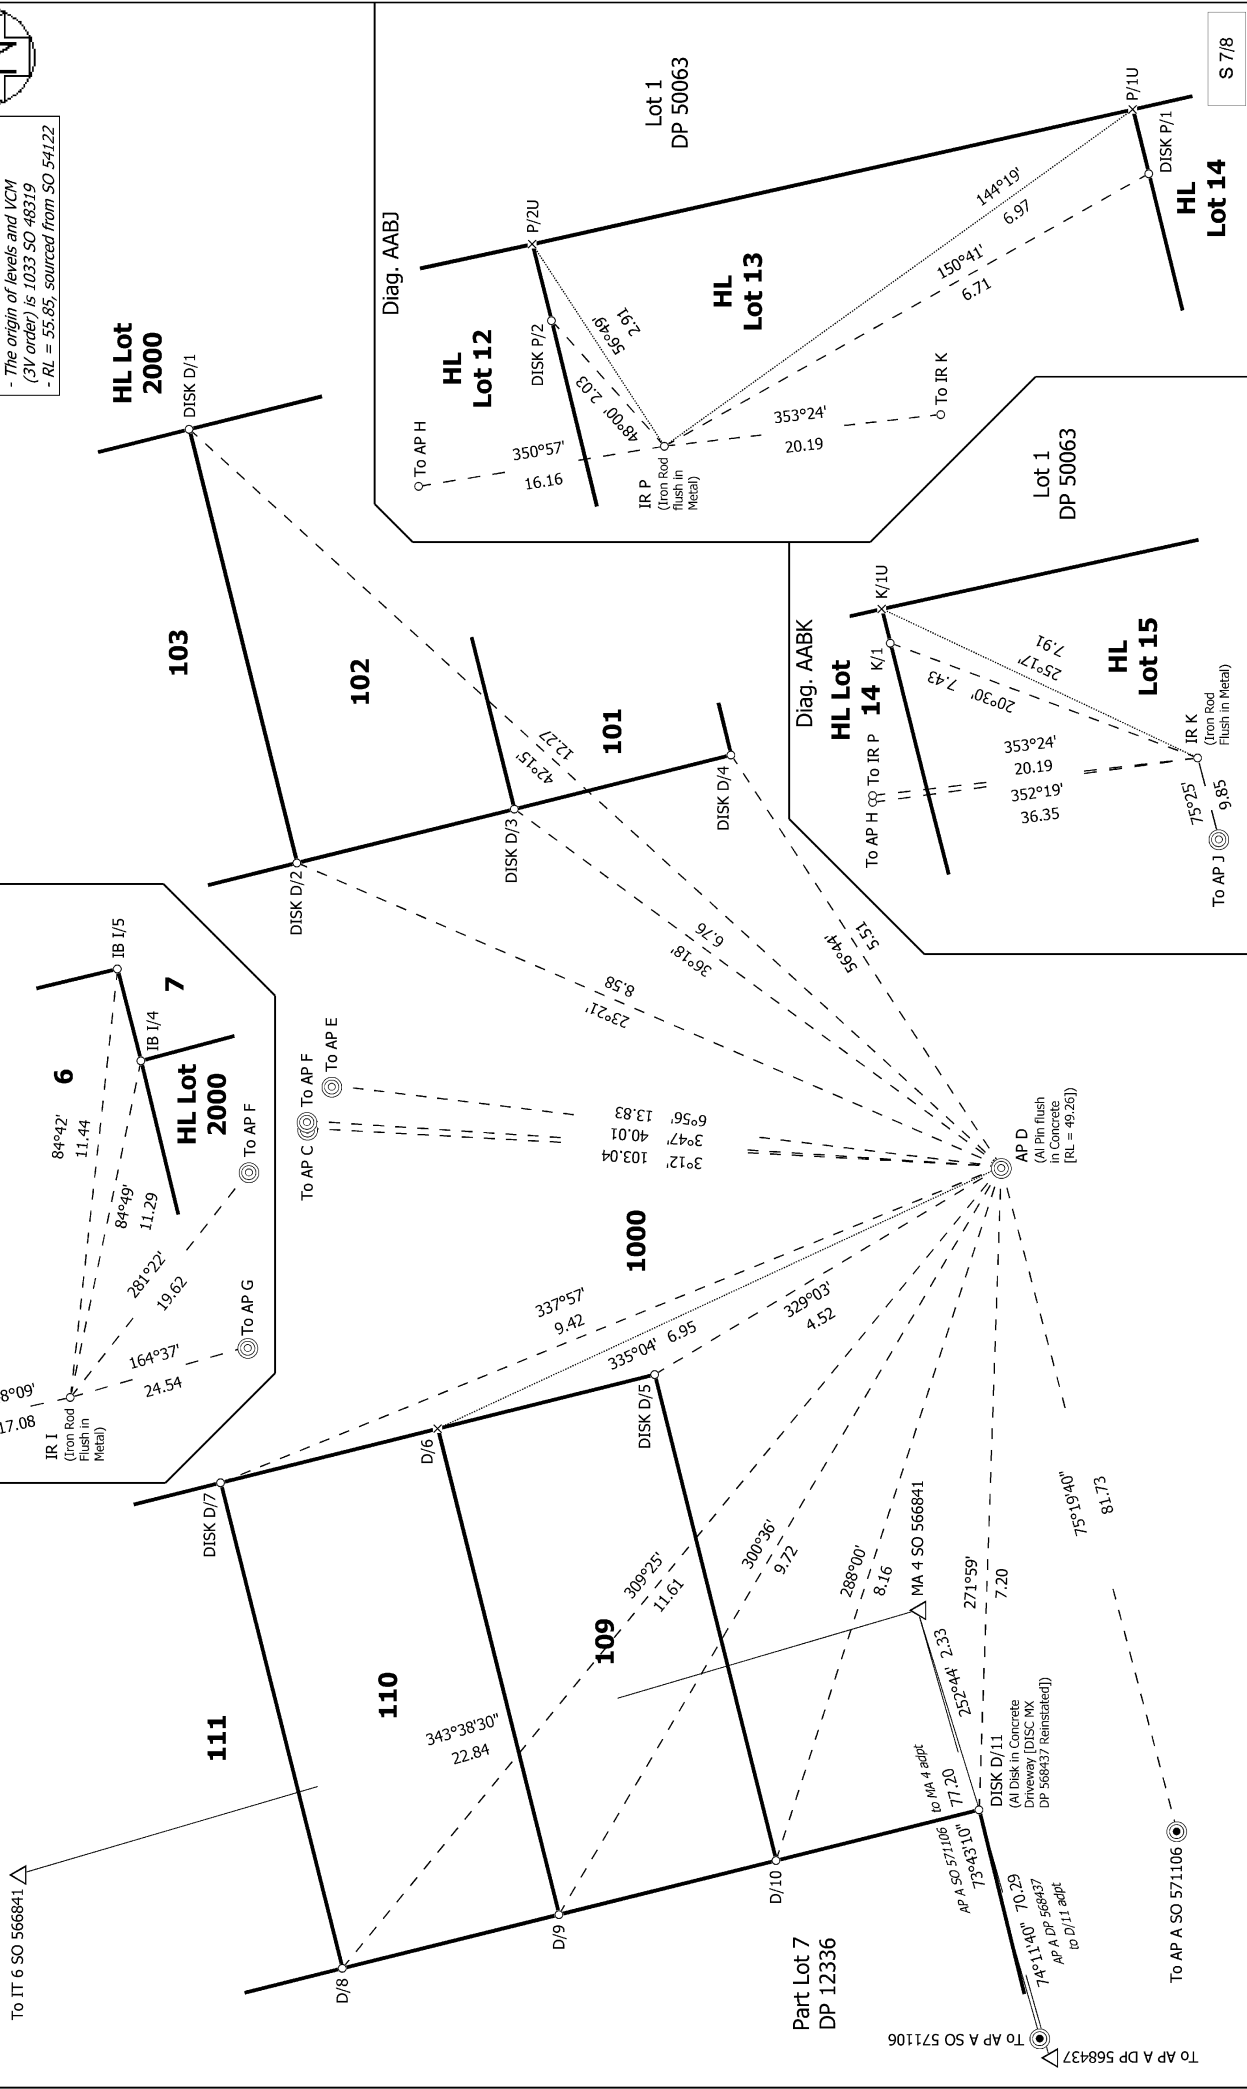 N
- The origin of levels and VCM
(3V order) is 1033 SO 48319
- RL = 55.85, sourced from SO 54122
S 7/8
Diag. AABJ
Lot 1
DP 50063
HL
Lot 12
HL
Lot 13
HL
Lot 14
P/2U
DISK P/2
P/1U
DISK P/1
To AP H
350°57'
16.16
48°00' 2.03
56°49'
2.91
144°19'
6.97
150°41'
6.71
353°24'
20.19
To IR K
IR P
(Iron Rod
flush in
Metal)
Diag. AABK
Lot 1
DP 50063
HL Lot
14
HL
Lot 15
K/1U
K/1
To AP H
To IR P
20°30' 7.43
25°17'
7.91
353°24'
20.19
352°19'
36.35
IR K
(Iron Rod
Flush in Metal)
75°25'
9.85
To AP J
HL Lot
2000
DISK D/1
103
102
101
DISK D/2
DISK D/3
DISK D/4
42°15'
12.27
36°18'
6.76
56°44'
5.51
23°21'
8.58
6
7
HL Lot
2000
IB I/5
IB I/4
84°42'
11.44
84°49'
11.29
281°22'
19.62
164°37'
24.54
8°09'
17.08
To AP F
To AP G
IR I
(Iron Rod
Flush in
Metal)
To AP C
To AP F
To AP E
6°56' 13.83
3°47' 40.01
3°12' 103.04
AP D
(Al Pin flush
in Concrete
[RL = 49.26])
1000
337°57'
9.42
335°04' 6.95
329°03'
4.52
309°25'
11.61
300°36'
9.72
288°00'
8.16
271°59'
7.20
75°19'40"
81.73
DISK D/7
D/6
DISK D/5
111
110
109
343°38'30"
22.84
MA 4 SO 566841
252°44' 2.33
DISK D/11
(Al Disk in Concrete
Driveway [DISC MX
DP 568437 Reinstated])
AP A SO 571106 to MA 4 adpt
73°43'10" 77.20
74°11'40" 70.29
AP A DP 568437
to D/11 adpt
D/8
D/9
D/10
Part Lot 7
DP 12336
To IT 6 SO 566841
To AP A SO 571106
To AP A SO 571106
To AP A DP 568437